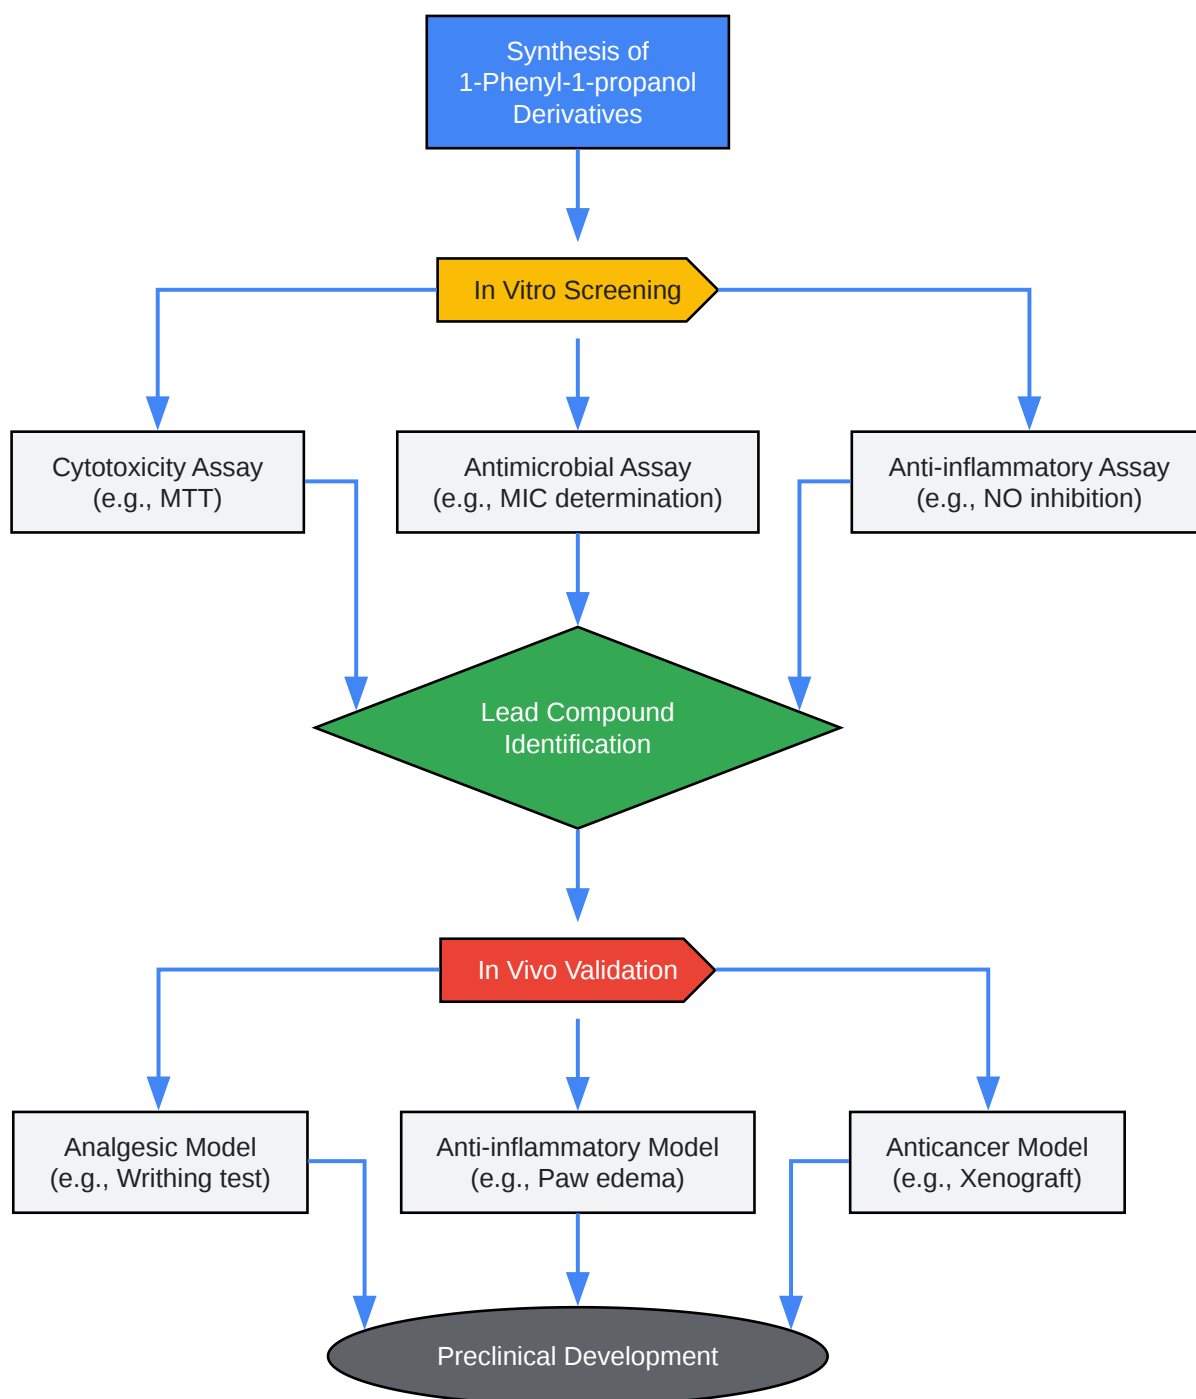 Synthesis of
1-Phenyl-1-propanol
Derivatives
In Vitro Screening
Cytotoxicity Assay
(e.g., MTT)
Antimicrobial Assay
(e.g., MIC determination)
Anti-inflammatory Assay
(e.g., NO inhibition)
Lead Compound
Identification
In Vivo Validation
Analgesic Model
(e.g., Writhing test)
Anti-inflammatory Model
(e.g., Paw edema)
Anticancer Model
(e.g., Xenograft)
Preclinical Development